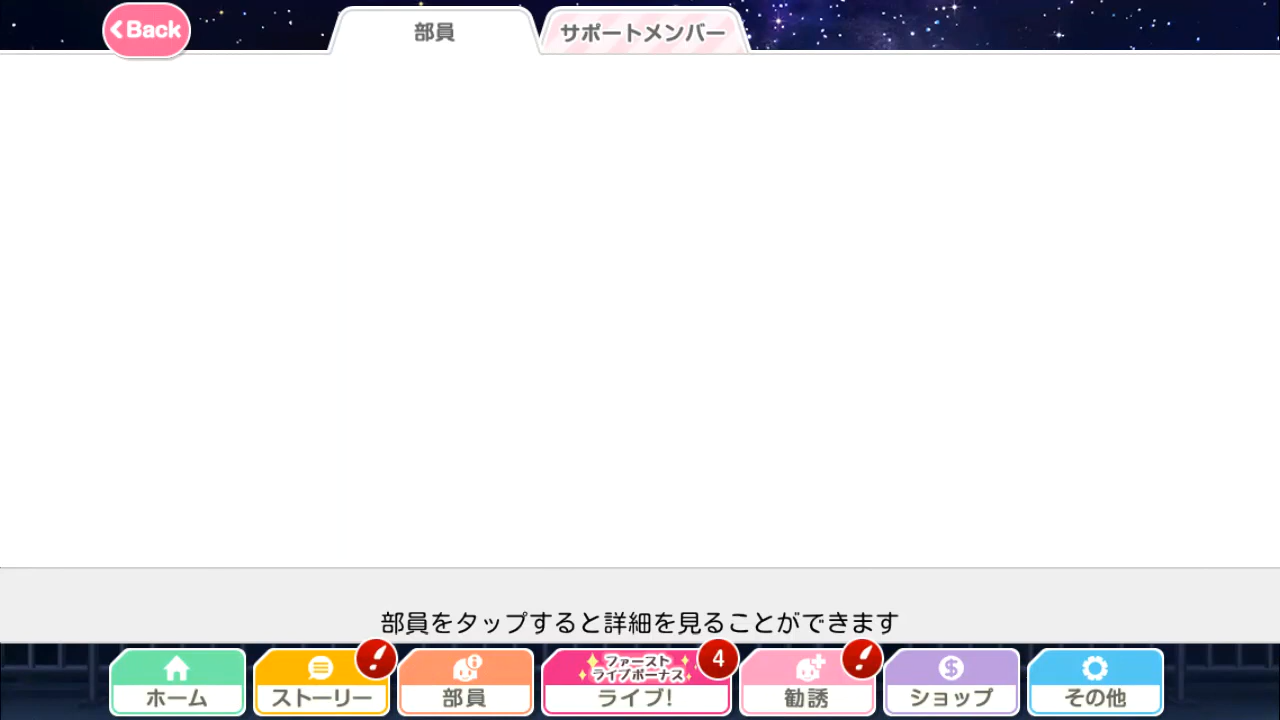 Back
部員
サポートメンバー
部員をタップすると詳細を見ることができます
ホーム
ストーリー
!
部員
ファースト
ライブボーナス
ライブ!
4
勧誘
!
ショップ
その他